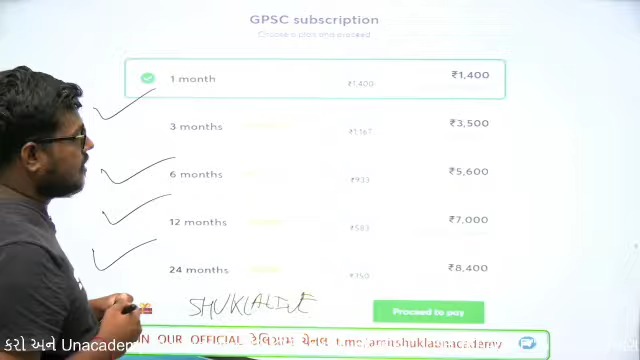 GPSC subscription
Choose a plan and proceed
1 month ₹1,400 ₹1,400
3 months ₹1,167 ₹3,500
6 months ₹933 ₹5,600
12 months ₹583 ₹7,000
24 months ₹350 ₹8,400
SHUKLALIVE
Proceed to pay
IN OUR OFFICIAL ટેલિગ્રામ ચેનલ t.me/amitshuklaunacademy
કરો અને Unacadem